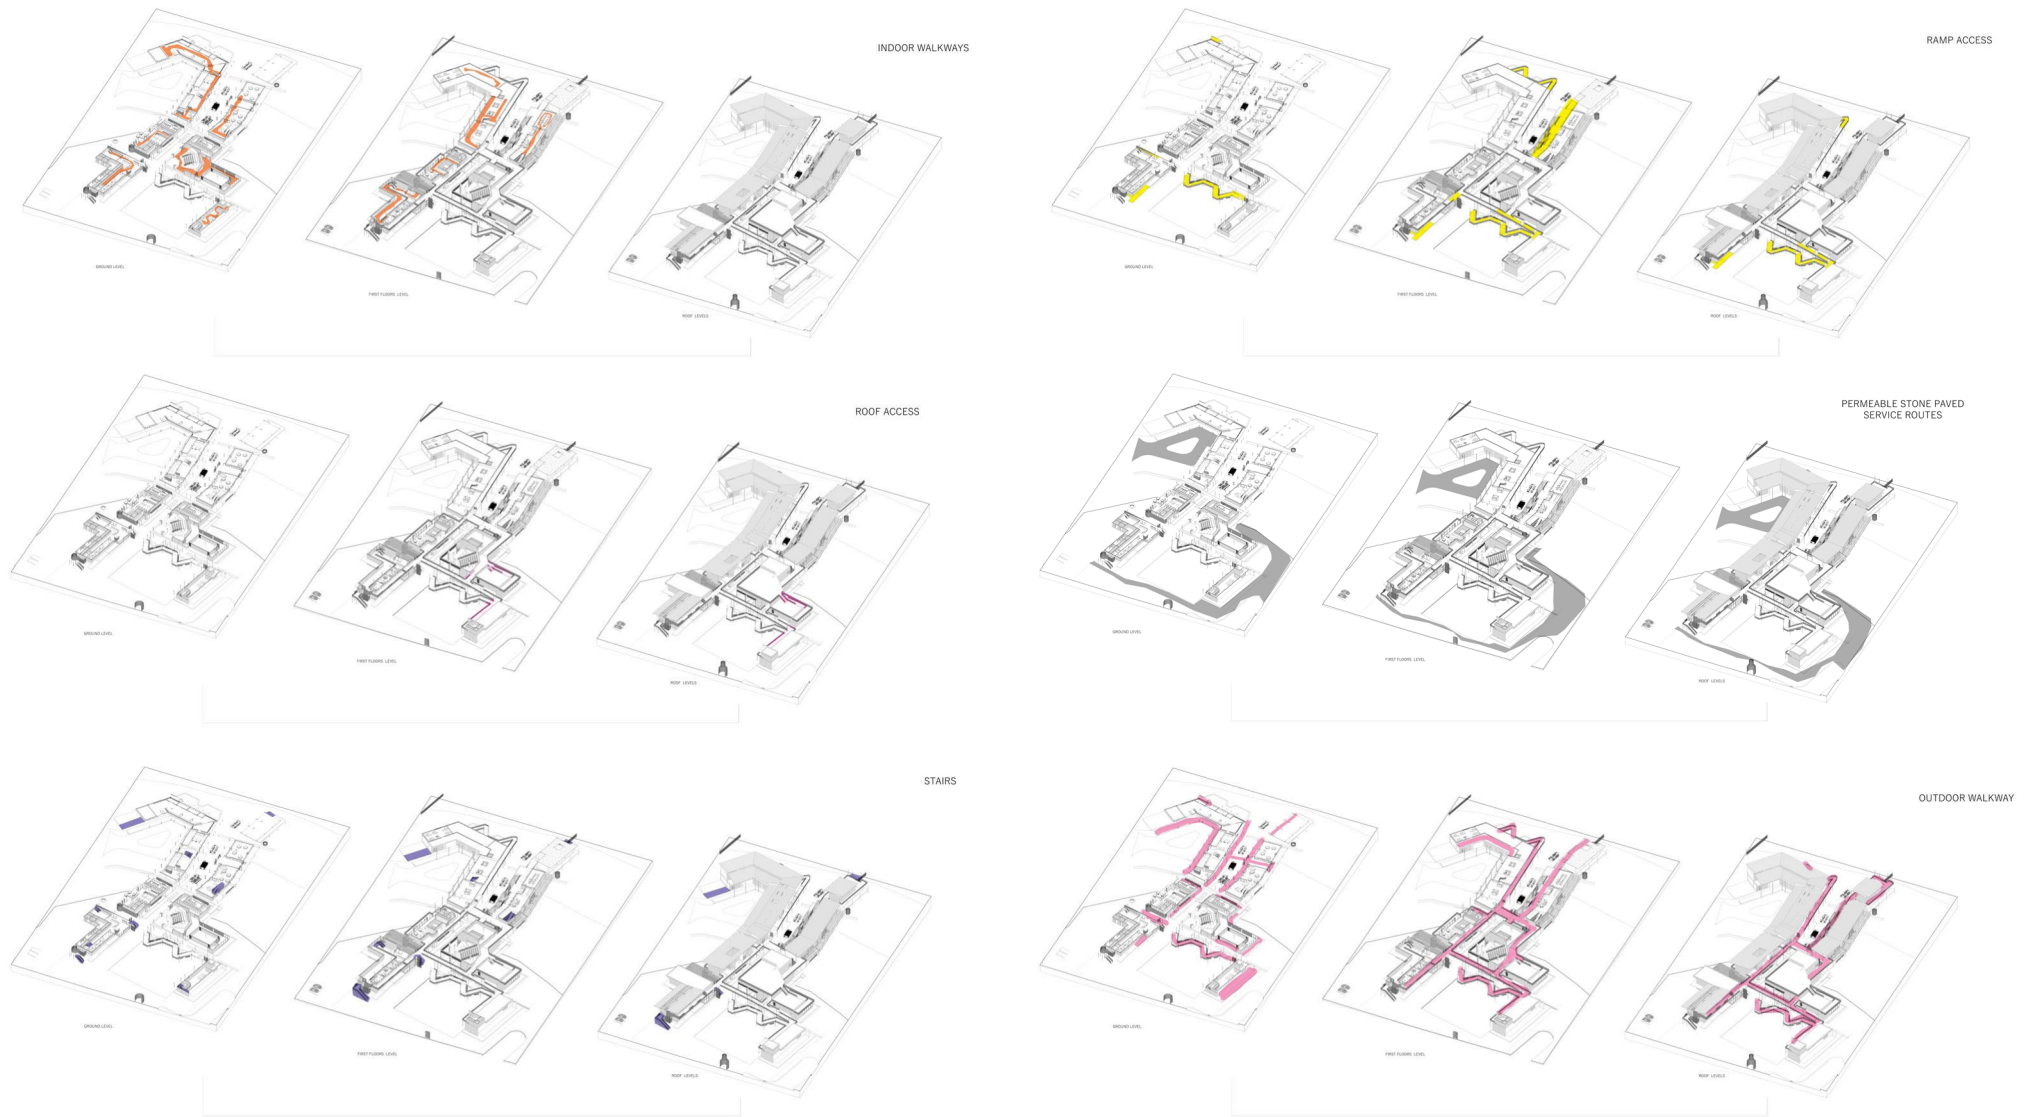 INDOOR WALKWAYS
GROUND LEVEL
FIRST FLOORS LEVEL
ROOF LEVELS
RAMP ACCESS
GROUND LEVEL
FIRST FLOORS LEVEL
ROOF LEVELS
ROOF ACCESS
GROUND LEVEL
FIRST FLOORS LEVEL
ROOF LEVELS
PERMEABLE STONE PAVED
SERVICE ROUTES
GROUND LEVEL
FIRST FLOORS LEVEL
ROOF LEVELS
STAIRS
GROUND LEVEL
FIRST FLOORS LEVEL
ROOF LEVELS
OUTDOOR WALKWAY
GROUND LEVEL
FIRST FLOORS LEVEL
ROOF LEVELS